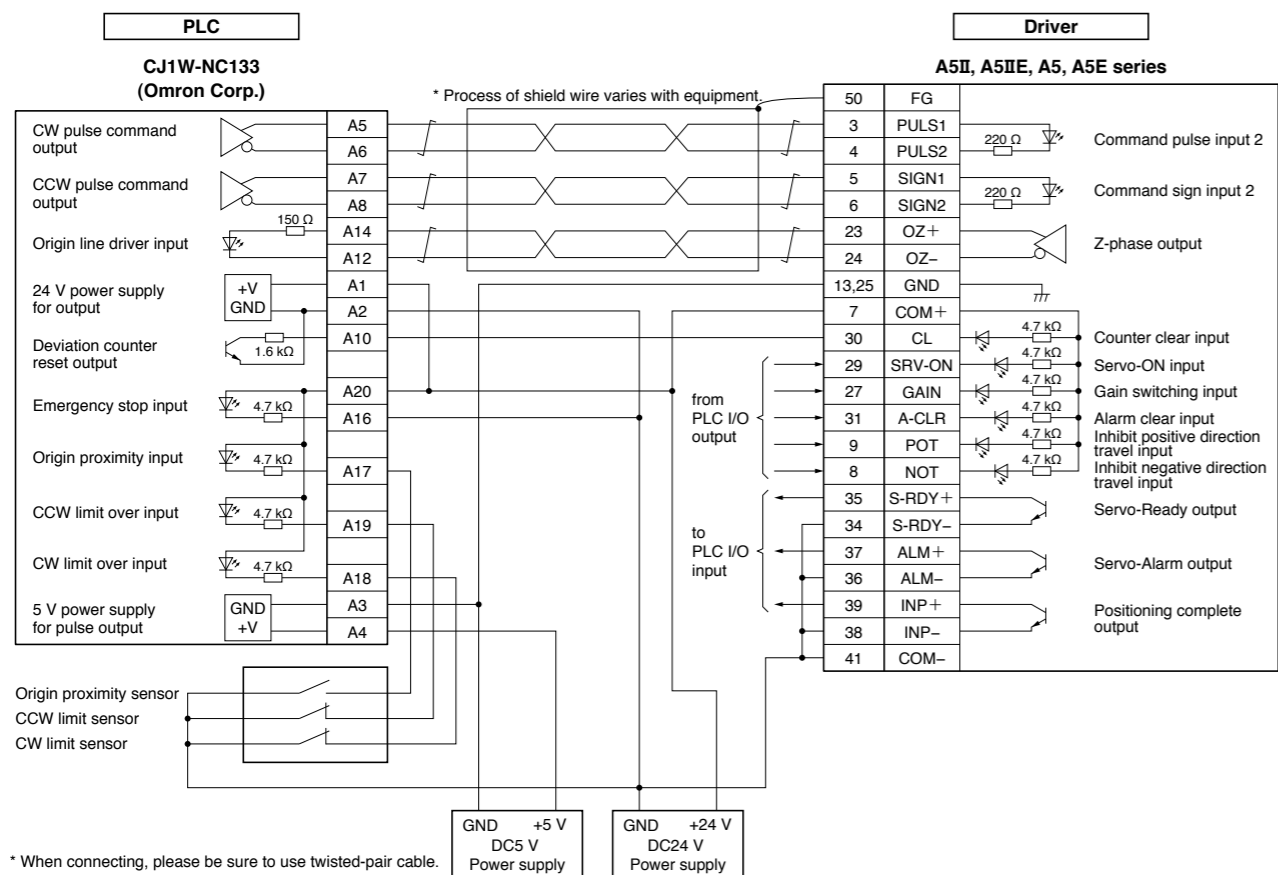 PLC
Driver
CJ1W-NC133
(Omron Corp.)
A5II, A5IIE, A5, A5E series
* Process of shield wire varies with equipment.
50 FG
CW pulse command
output
A5
A6
3 PULS1
4 PULS2
220 Ω
Command pulse input 2
CCW pulse command
output
A7
A8
5 SIGN1
6 SIGN2
220 Ω
Command sign input 2
Origin line driver input
150 Ω
A14
A12
23 OZ+
24 OZ−
Z-phase output
24 V power supply
for output
+V
GND
A1
A2
13,25 GND
7 COM+
Deviation counter
reset output
1.6 kΩ
A10
30 CL
4.7 kΩ
Counter clear input
29 SRV-ON
4.7 kΩ
Servo-ON input
Emergency stop input
4.7 kΩ
A20
A16
from
PLC I/O
output
27 GAIN
4.7 kΩ
Gain switching input
31 A-CLR
4.7 kΩ
Alarm clear input
Origin proximity input
4.7 kΩ
A17
9 POT
4.7 kΩ
Inhibit positive direction
travel input
8 NOT
4.7 kΩ
Inhibit negative direction
travel input
CCW limit over input
4.7 kΩ
A19
to
PLC I/O
input
35 S-RDY+
34 S-RDY−
Servo-Ready output
CW limit over input
4.7 kΩ
A18
37 ALM+
36 ALM−
Servo-Alarm output
5 V power supply
for pulse output
GND
+V
A3
A4
39 INP+
38 INP−
Positioning complete
output
41 COM−
Origin proximity sensor
CCW limit sensor
CW limit sensor
GND +5 V
DC5 V
Power supply
GND +24 V
DC24 V
Power supply
* When connecting, please be sure to use twisted-pair cable.